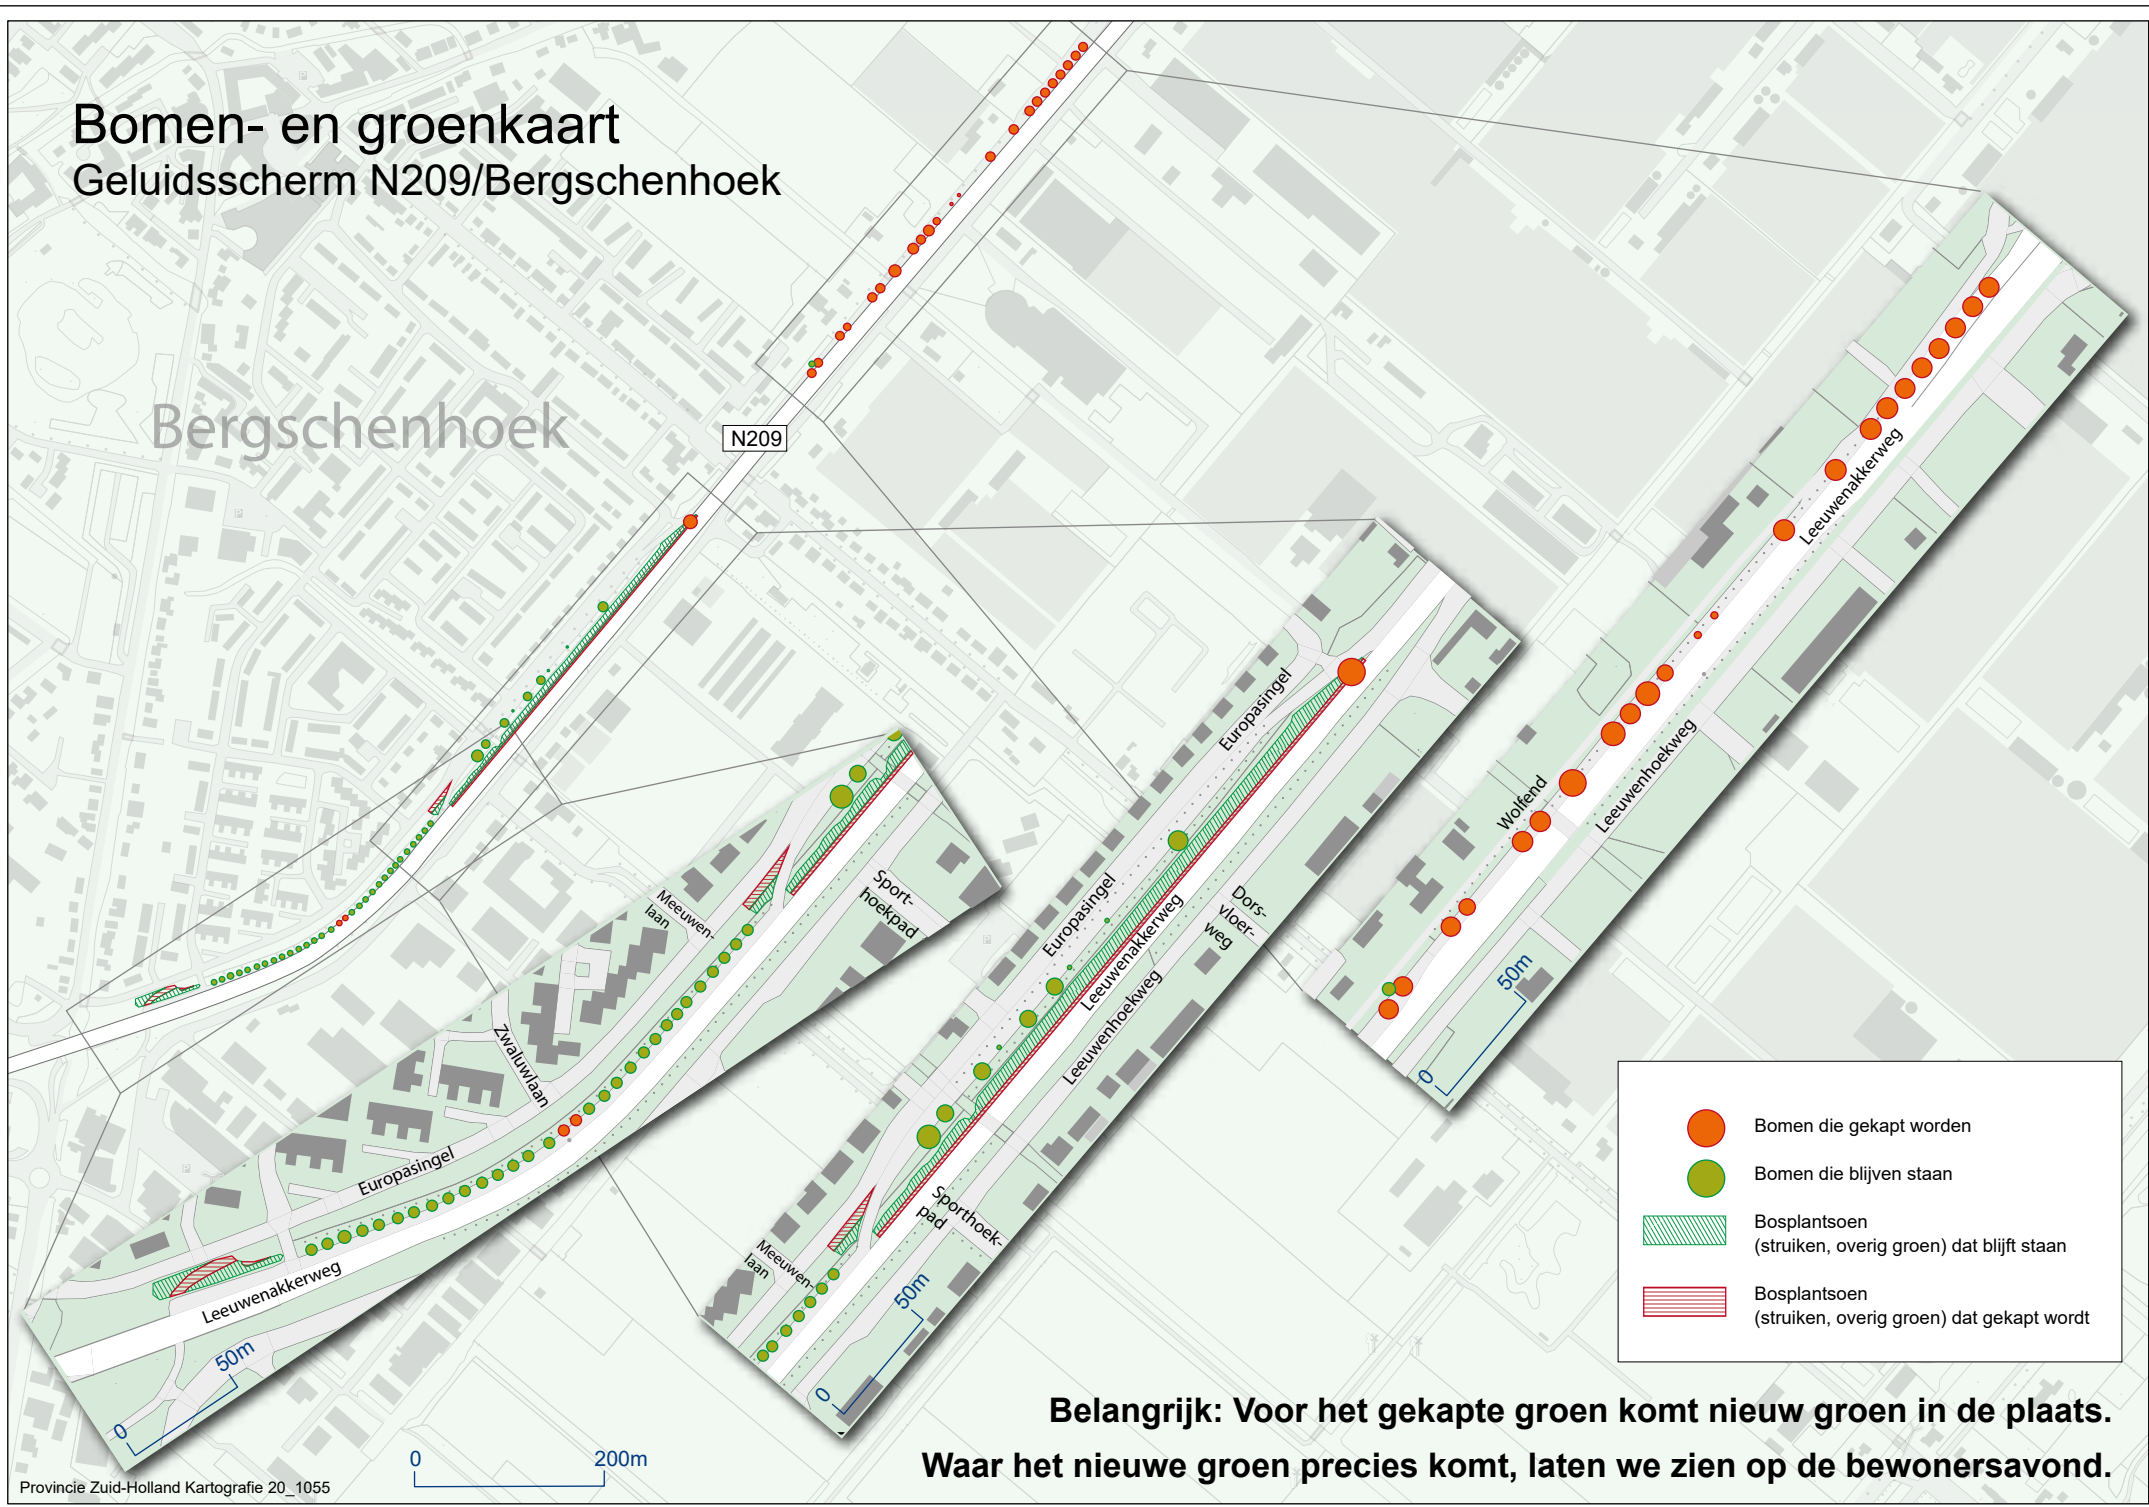 Bomen- en groenkaart
Geluidsscherm N209/Bergschenhoek
Bergschenhoek
N209
Leeuwenakkerweg
Leeuwenhoekweg
Wolfend
50m
0
Europasingel
Europasingel
Leeuwenakkerweg
Leeuwenhoekweg
Dors-
vloer-
weg
Sporthoek-
pad
Meeuwen-
laan
50m
0
Sport-
hoekpad
Meeuwen-
laan
Zwaluwlaan
Europasingel
Leeuwenakkerweg
50m
0
Bomen die gekapt worden
Bomen die blijven staan
Bosplantsoen
(struiken, overig groen) dat blijft staan
Bosplantsoen
(struiken, overig groen) dat gekapt wordt
Belangrijk: Voor het gekapte groen komt nieuw groen in de plaats.
Waar het nieuwe groen precies komt, laten we zien op de bewonersavond.
0 200m
Provincie Zuid-Holland Kartografie 20_1055